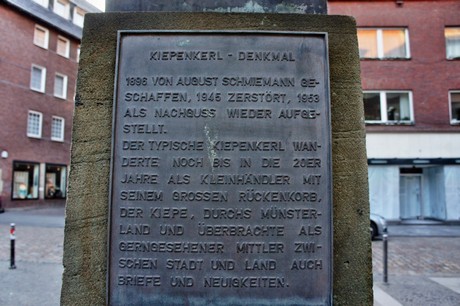 KIEPENKERL - DENKMAL
1896 VON AUGUST SCHMIEMANN GE-
SCHAFFEN, 1945 ZERSTÖRT, 1953
ALS NACHGUSS WIEDER AUFGE-
STELLT.
DER TYPISCHE KIEPENKERL WAN-
DERTE NOCH BIS IN DIE 20ER
JAHRE ALS KLEINHÄNDLER MIT
SEINEM GROSSEN RÜCKENKORB,
DER KIEPE, DURCHS MÜNSTER-
LAND UND ÜBERBRACHTE ALS
GERNGESEHENER MITTLER ZWI-
SCHEN STADT UND LAND AUCH
BRIEFE UND NEUIGKEITEN.